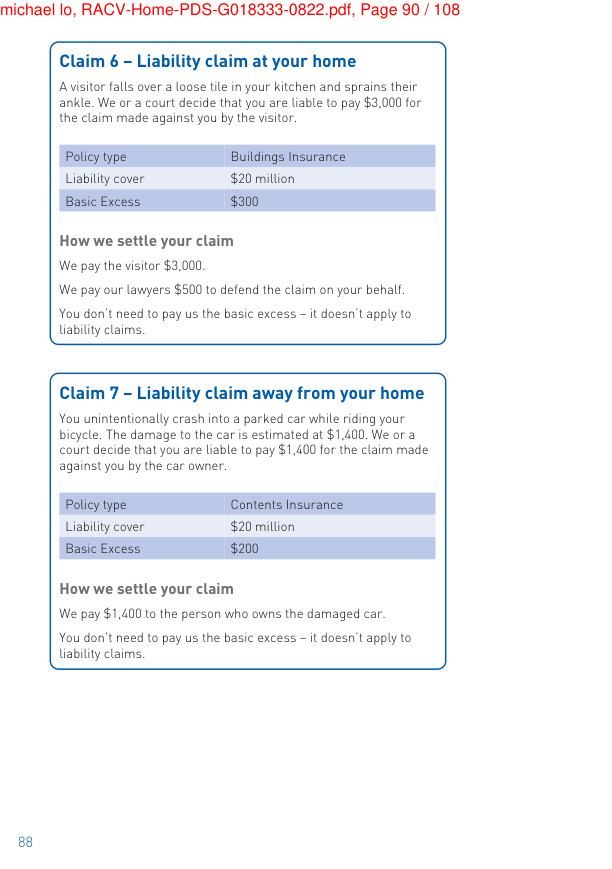 michael lo, RACV-Home-PDS-G018333-0822.pdf, Page 90 / 108
Claim 6 – Liability claim at your home
A visitor falls over a loose tile in your kitchen and sprains their
ankle. We or a court decide that you are liable to pay $3,000 for
the claim made against you by the visitor.
Policy type Buildings Insurance
Liability cover $20 million
Basic Excess $300
How we settle your claim
We pay the visitor $3,000.
We pay our lawyers $500 to defend the claim on your behalf.
You don’t need to pay us the basic excess – it doesn’t apply to
liability claims.
Claim 7 – Liability claim away from your home
You unintentionally crash into a parked car while riding your
bicycle. The damage to the car is estimated at $1,400. We or a
court decide that you are liable to pay $1,400 for the claim made
against you by the car owner.
Policy type Contents Insurance
Liability cover $20 million
Basic Excess $200
How we settle your claim
We pay $1,400 to the person who owns the damaged car.
You don’t need to pay us the basic excess – it doesn’t apply to
liability claims.
88